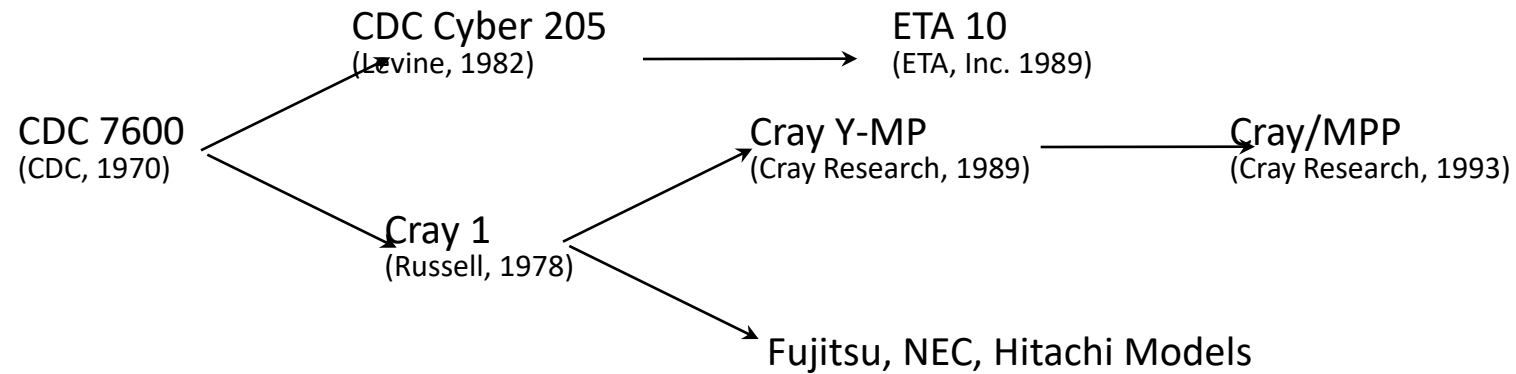 CDC Cyber 205
(Levine, 1982)
ETA 10
(ETA, Inc. 1989)
CDC 7600
(CDC, 1970)
Cray Y-MP
(Cray Research, 1989)
Cray/MPP
(Cray Research, 1993)
Cray 1
(Russell, 1978)
Fujitsu, NEC, Hitachi Models